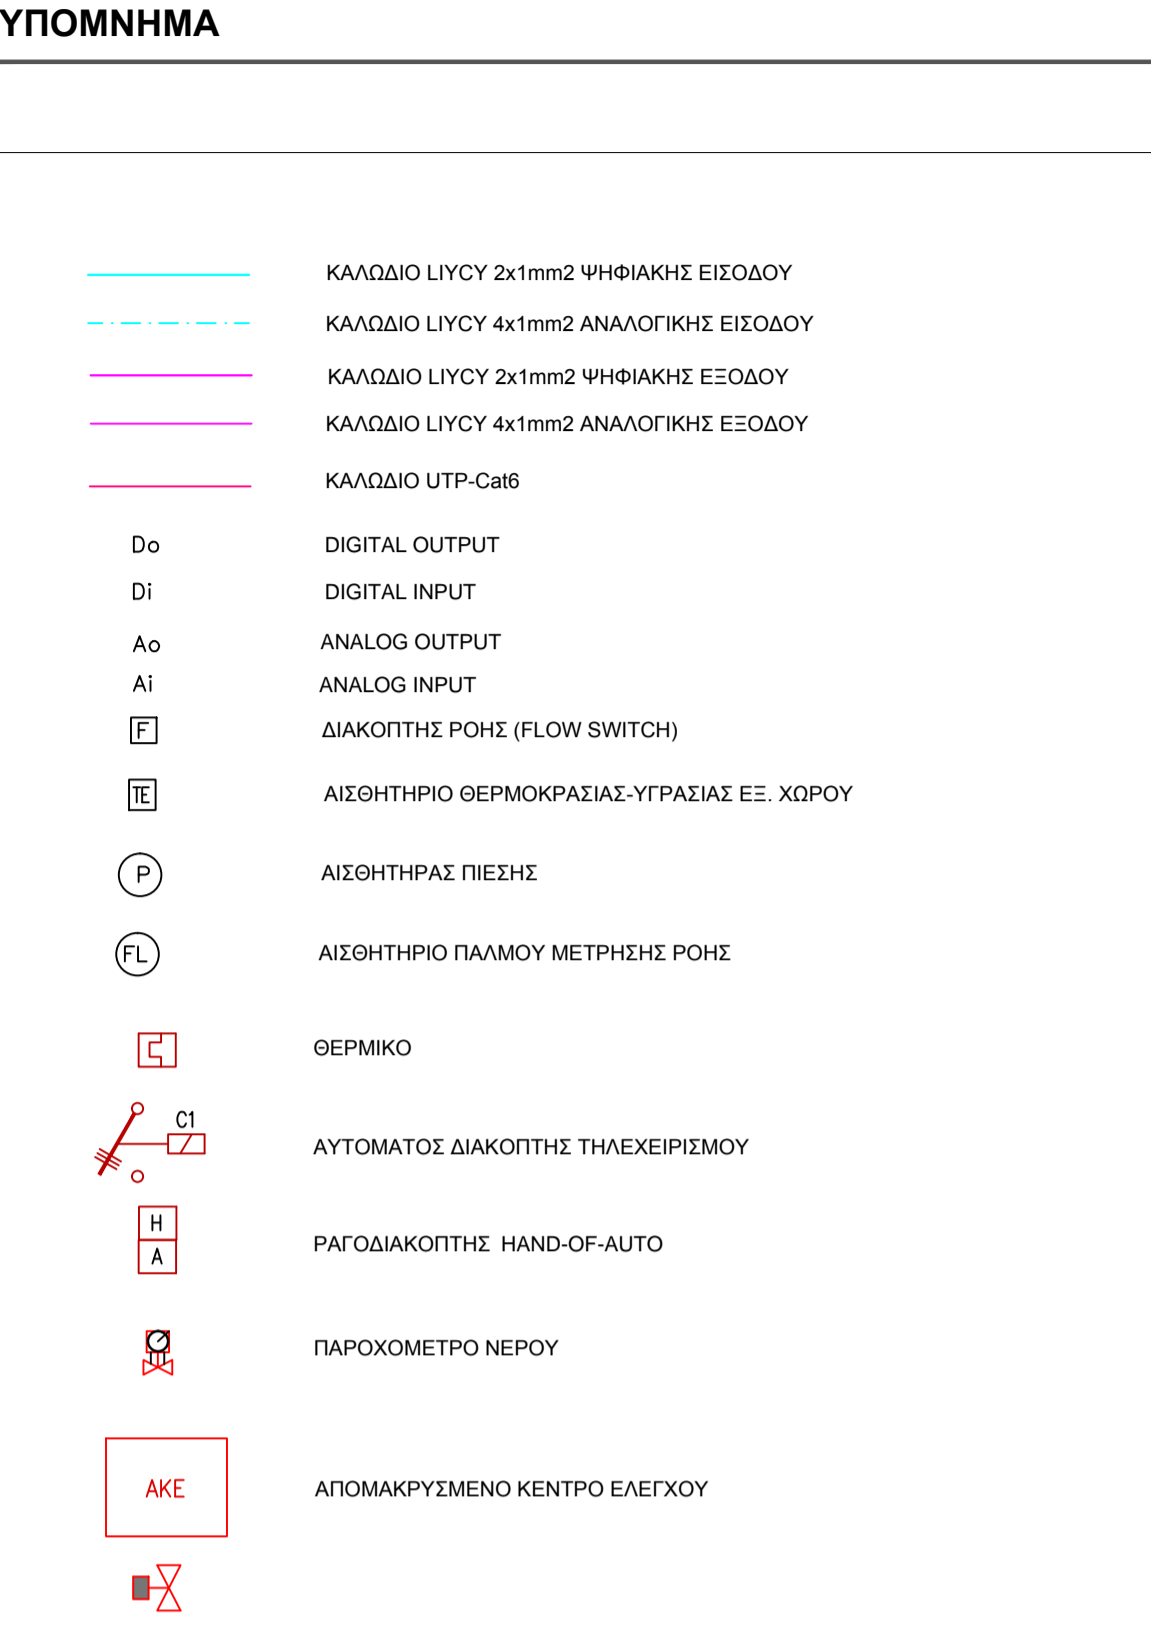 ΥΠΟΜΝΗΜΑ
ΚΑΛΩΔΙΟ LIYCY 2x1mm2 ΨΗΦΙΑΚΗΣ ΕΙΣΟΔΟΥ
ΚΑΛΩΔΙΟ LIYCY 4x1mm2 ΑΝΑΛΟΓΙΚΗΣ ΕΙΣΟΔΟΥ
ΚΑΛΩΔΙΟ LIYCY 2x1mm2 ΨΗΦΙΑΚΗΣ ΕΞΟΔΟΥ
ΚΑΛΩΔΙΟ LIYCY 4x1mm2 ΑΝΑΛΟΓΙΚΗΣ ΕΞΟΔΟΥ
ΚΑΛΩΔΙΟ UTP-Cat6
Do DIGITAL OUTPUT
Di DIGITAL INPUT
Ao ANALOG OUTPUT
Ai ANALOG INPUT
F ΔΙΑΚΟΠΤΗΣ ΡΟΗΣ (FLOW SWITCH)
TE ΑΙΣΘΗΤΗΡΙΟ ΘΕΡΜΟΚΡΑΣΙΑΣ-ΥΓΡΑΣΙΑΣ ΕΞ. ΧΩΡΟΥ
P ΑΙΣΘΗΤΗΡΑΣ ΠΙΕΣΗΣ
FL ΑΙΣΘΗΤΗΡΙΟ ΠΑΛΜΟΥ ΜΕΤΡΗΣΗΣ ΡΟΗΣ
ΘΕΡΜΙΚΟ
C1
ΑΥΤΟΜΑΤΟΣ ΔΙΑΚΟΠΤΗΣ ΤΗΛΕΧΕΙΡΙΣΜΟΥ
H
ΡΑΓΟΔΙΑΚΟΠΤΗΣ HAND-OF-AUTO
A
ΠΑΡΟΧΟΜΕΤΡΟ ΝΕΡΟΥ
ΑΚΕ ΑΠΟΜΑΚΡΥΣΜΕΝΟ ΚΕΝΤΡΟ ΕΛΕΓΧΟΥ